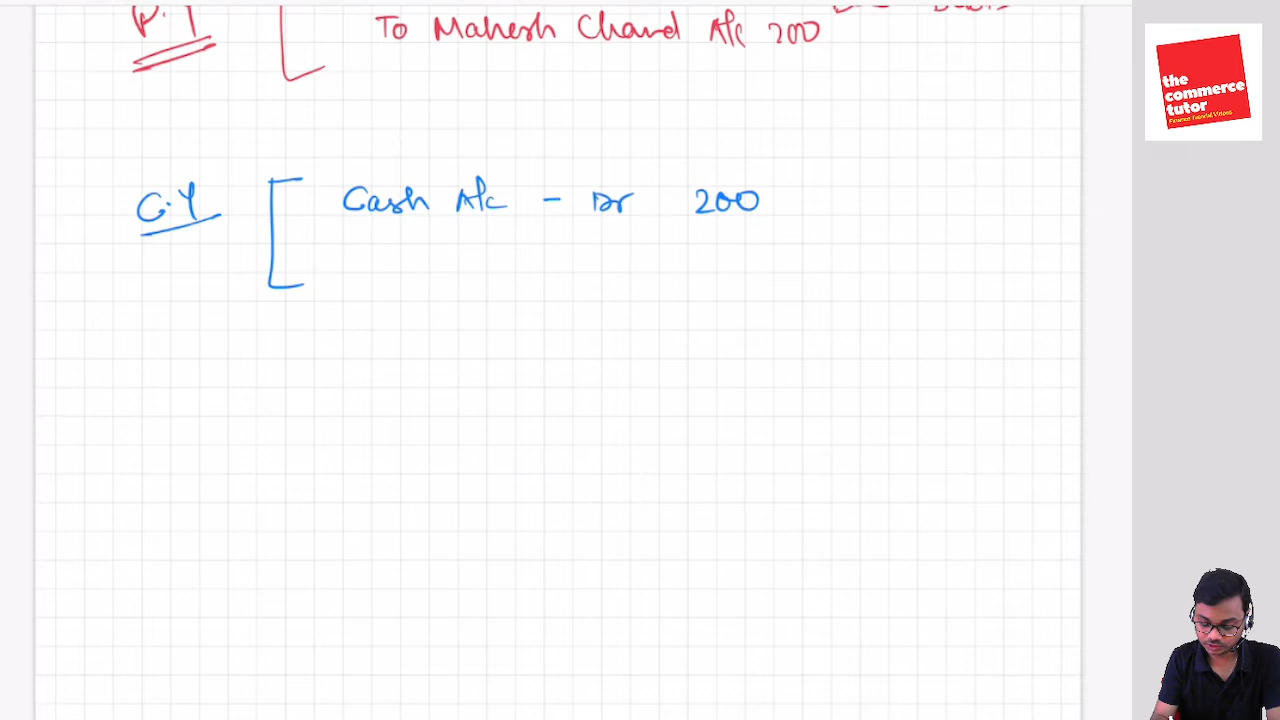 P.Y
To Mahesh Chand A/c 200
C.Y Cash A/c - Dr 200
the
commerce
tutor